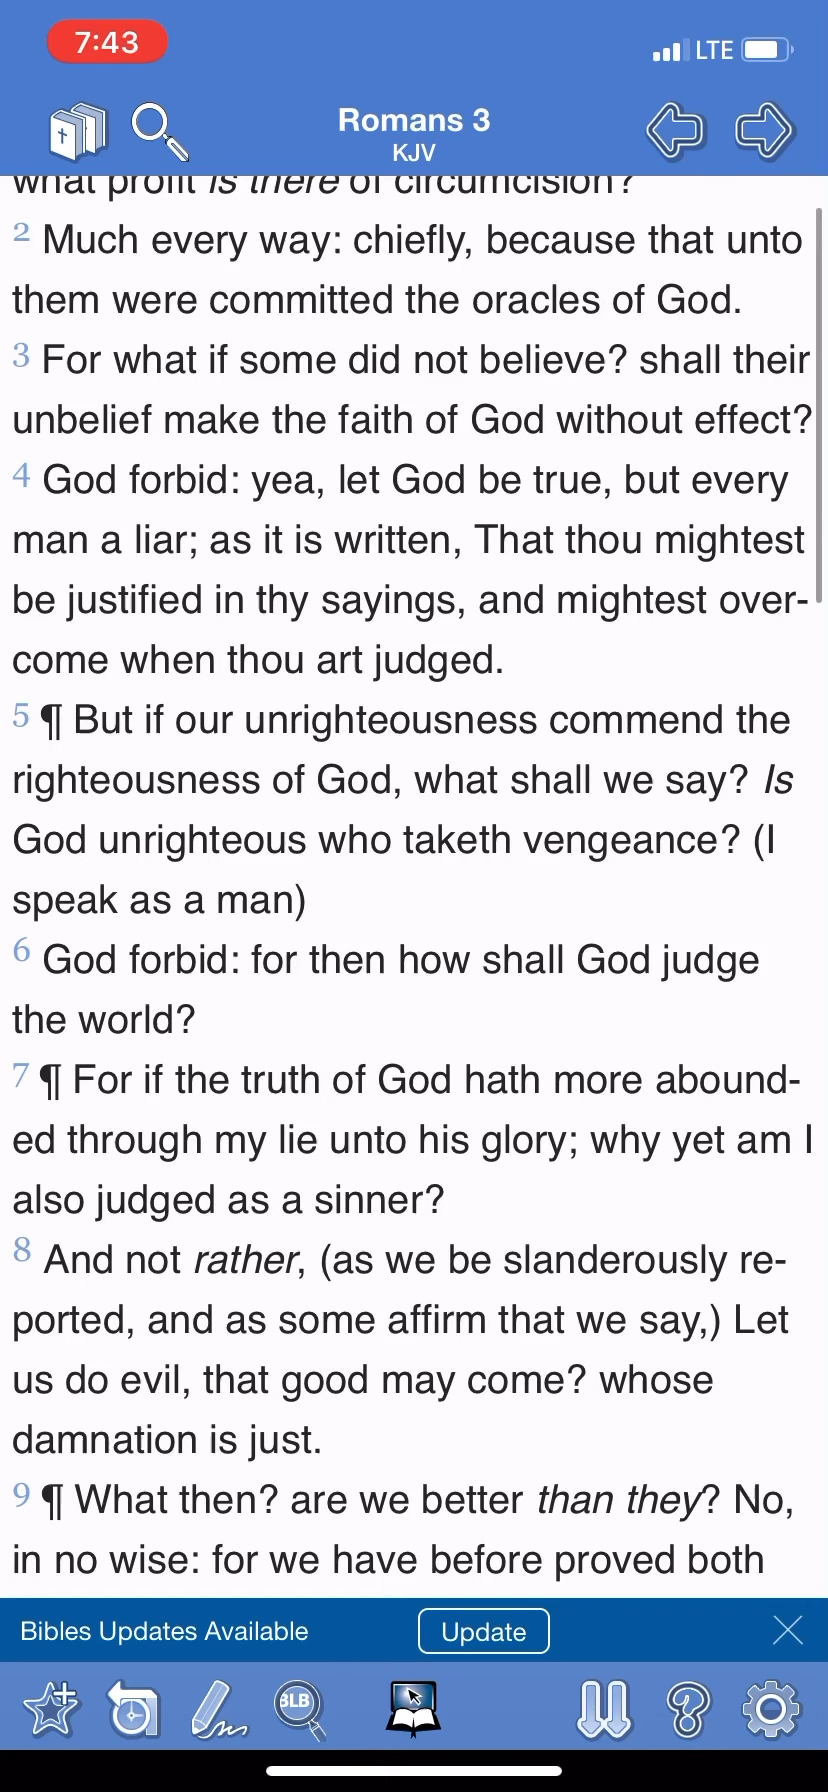 7:43
LTE
Romans 3
KJV
what profit is there of circumcision?
2 Much every way: chiefly, because that unto
them were committed the oracles of God.
3 For what if some did not believe? shall their
unbelief make the faith of God without effect?
4 God forbid: yea, let God be true, but every
man a liar; as it is written, That thou mightest
be justified in thy sayings, and mightest over-
come when thou art judged.
5 ¶ But if our unrighteousness commend the
righteousness of God, what shall we say? Is
God unrighteous who taketh vengeance? (I
speak as a man)
6 God forbid: for then how shall God judge
the world?
7 ¶ For if the truth of God hath more abound-
ed through my lie unto his glory; why yet am I
also judged as a sinner?
8 And not rather, (as we be slanderously re-
ported, and as some affirm that we say,) Let
us do evil, that good may come? whose
damnation is just.
9 ¶ What then? are we better than they? No,
in no wise: for we have before proved both
Bibles Updates Available
Update
BLB